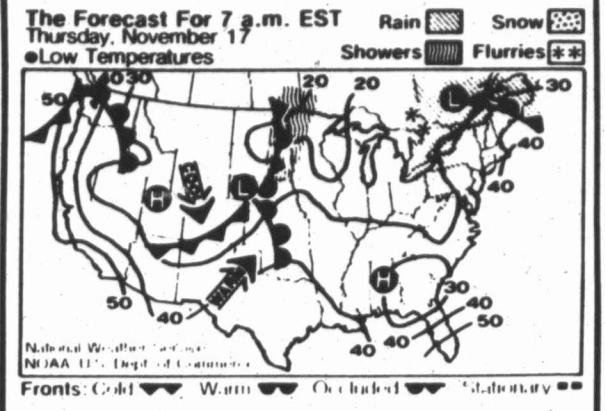 The Forecast For 7 a.m. EST
Thursday, November 17
Low Temperatures
Rain Snow
Showers Flurries
50 40 30 20 20 30
L
40
H L
40
H
30
50 40 WARM 40
40 40 50
National Weather Service
NOAA U.S. Dept of Commerce
Fronts: Cold Warm Occluded Stationary